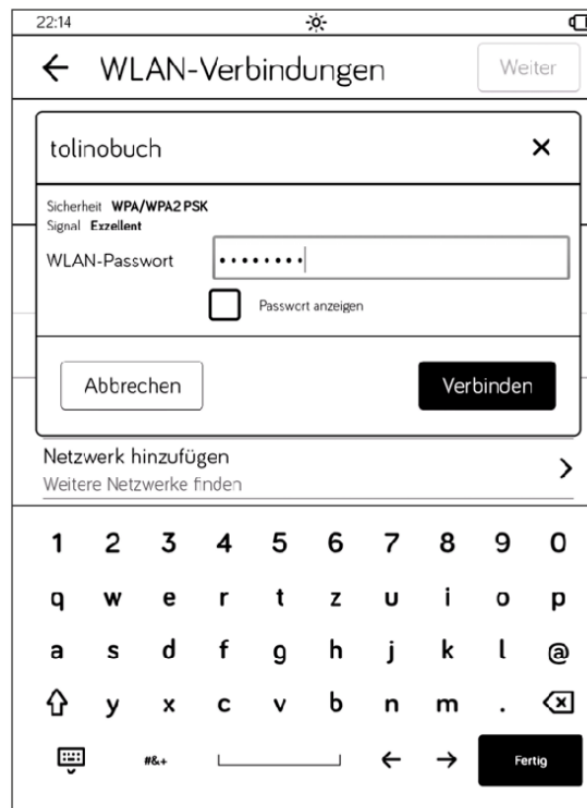 22:14
WLAN-Verbindungen Weiter
tolinobuch
Sicherheit WPA/WPA2 PSK
Signal Exzellent
WLAN-Passwort ••••••••
Passwort anzeigen
Abbrechen Verbinden
Netzwerk hinzufügen
Weitere Netzwerke finden
1 2 3 4 5 6 7 8 9 0
q w e r t z u i o p
a s d f g h j k l @
y x c v b n m .
#&+ Fertig